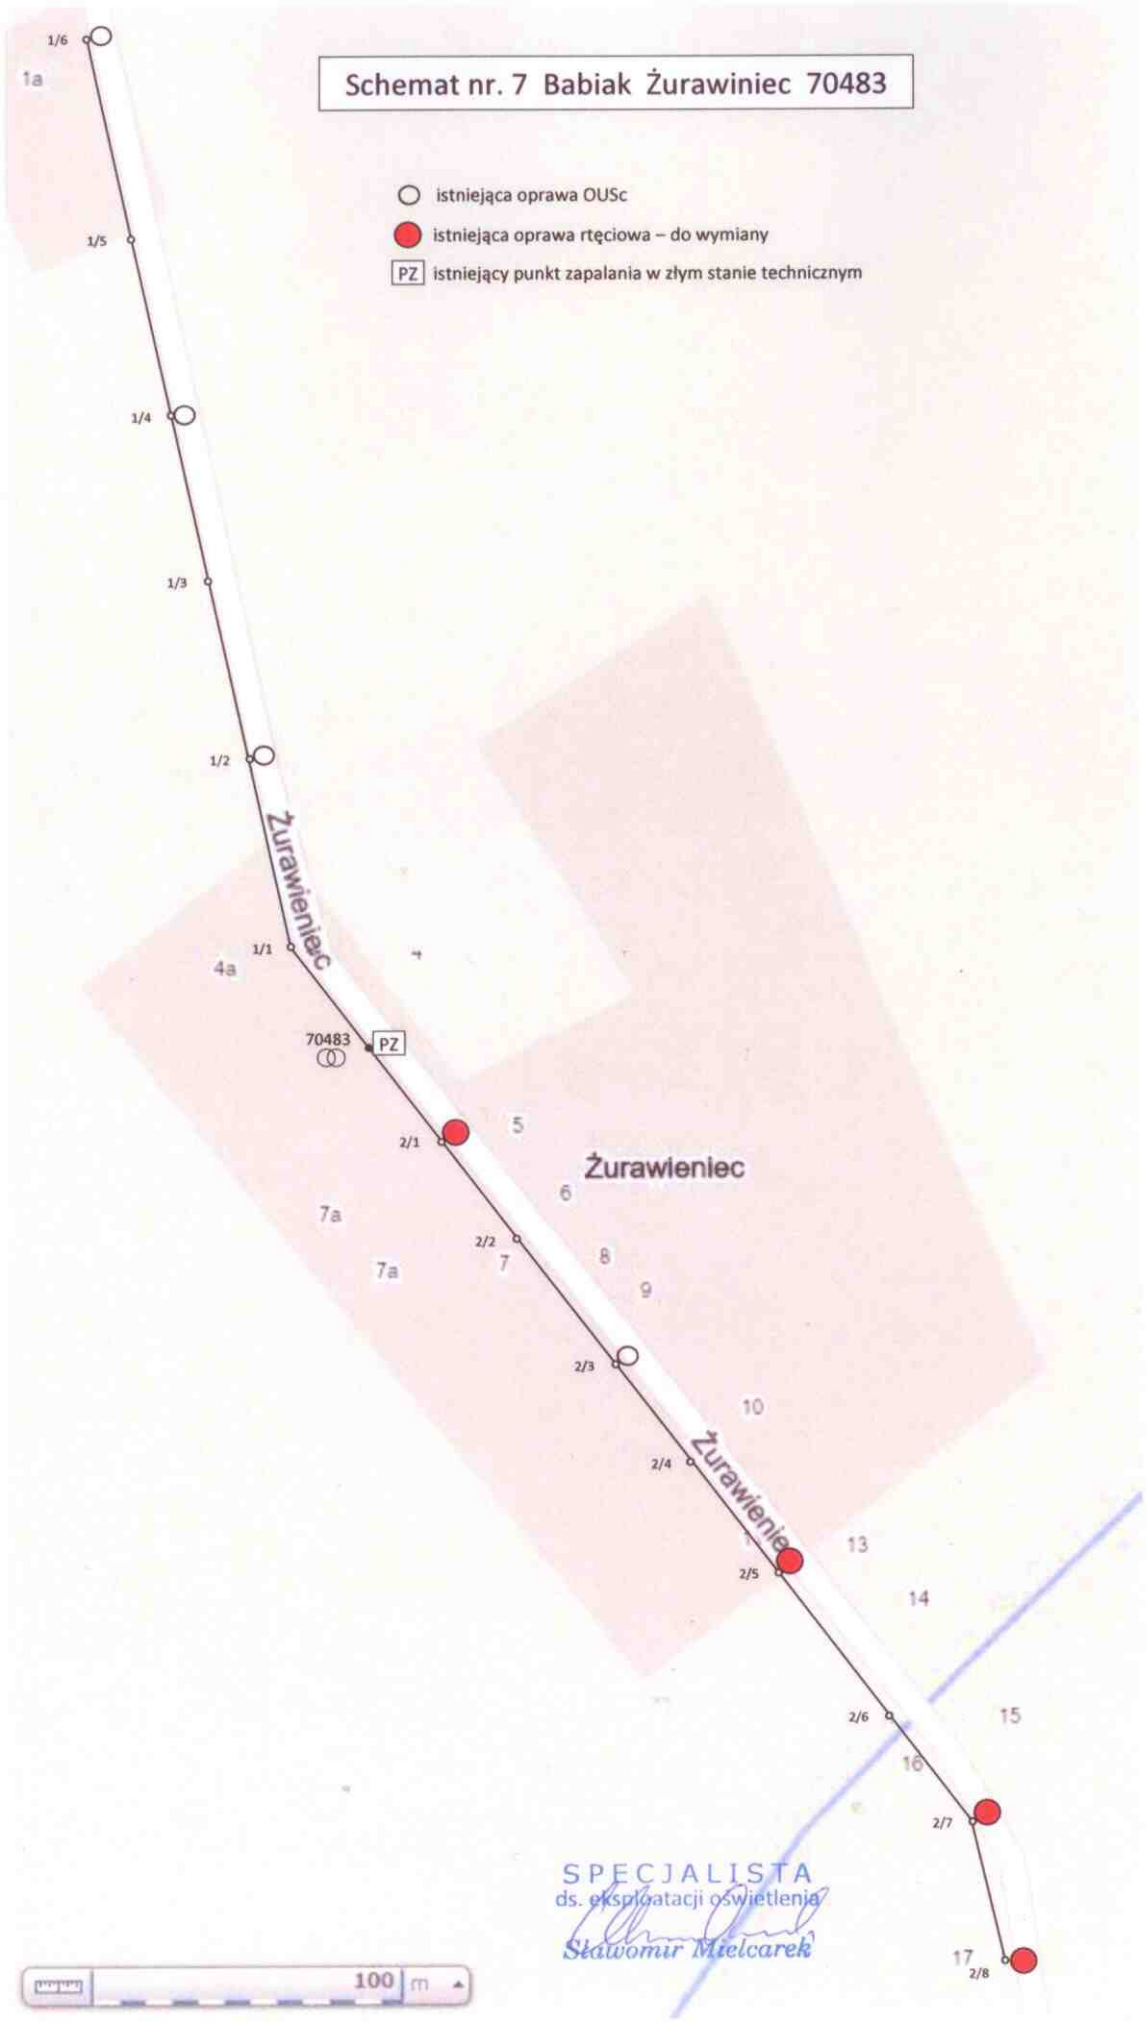 1/6
1a
Schemat nr. 7 Babiak Żurawiniec 70483
istniejąca oprawa OUSc
istniejąca oprawa rtęciowa – do wymiany
PZ istniejący punkt zapalania w złym stanie technicznym
1/5
1/4
1/3
1/2
Żurawieniec
1/1
4a
4
70483
PZ
2/1
5
Żurawieniec
6
7a
2/2
7
8
7a
9
2/3
10
2/4
Żurawienie
2/5
13
14
2/6
15
16
2/7
SPECJALISTA
ds. eksploatacji oświetlenia
Sławomir Mielcarek
17
2/8
100 m